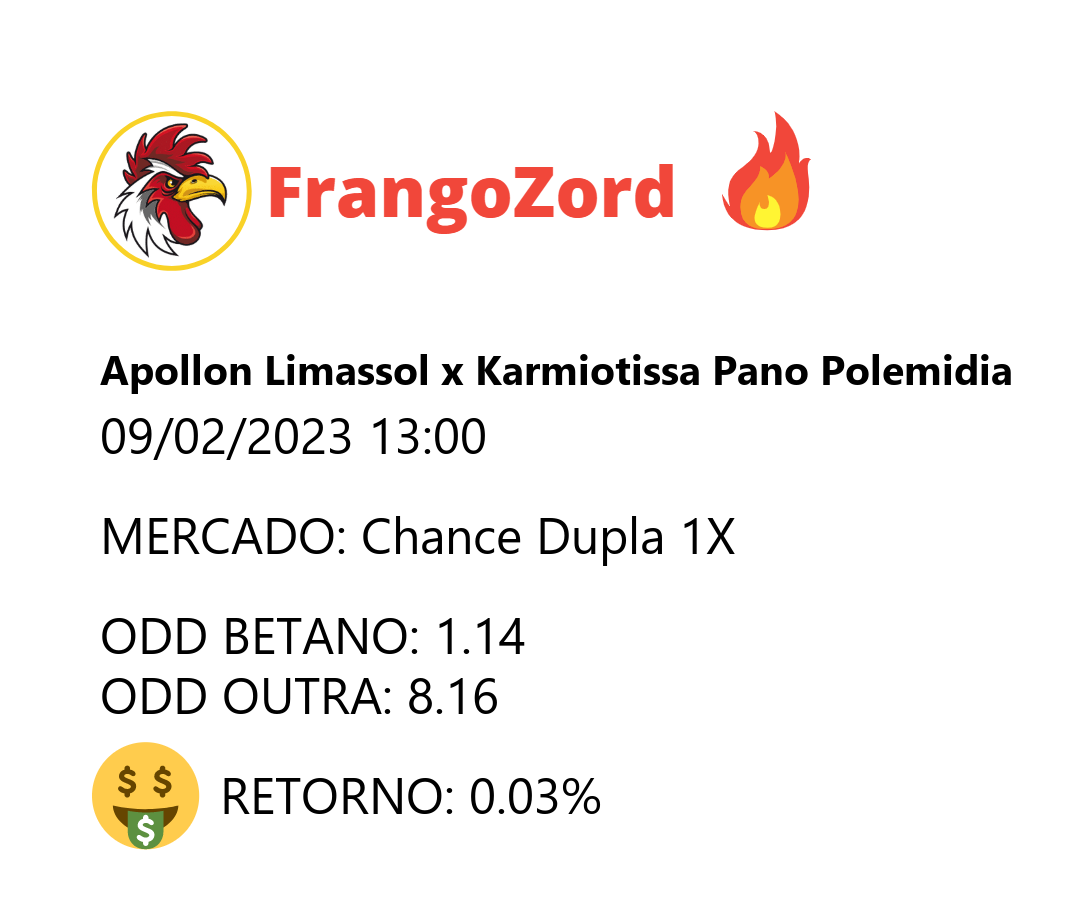 FrangoZord
Apollon Limassol x Karmiotissa Pano Polemidia
09/02/2023 13:00
MERCADO: Chance Dupla 1X
ODD BETANO: 1.14
ODD OUTRA: 8.16
$ $
$
RETORNO: 0.03%